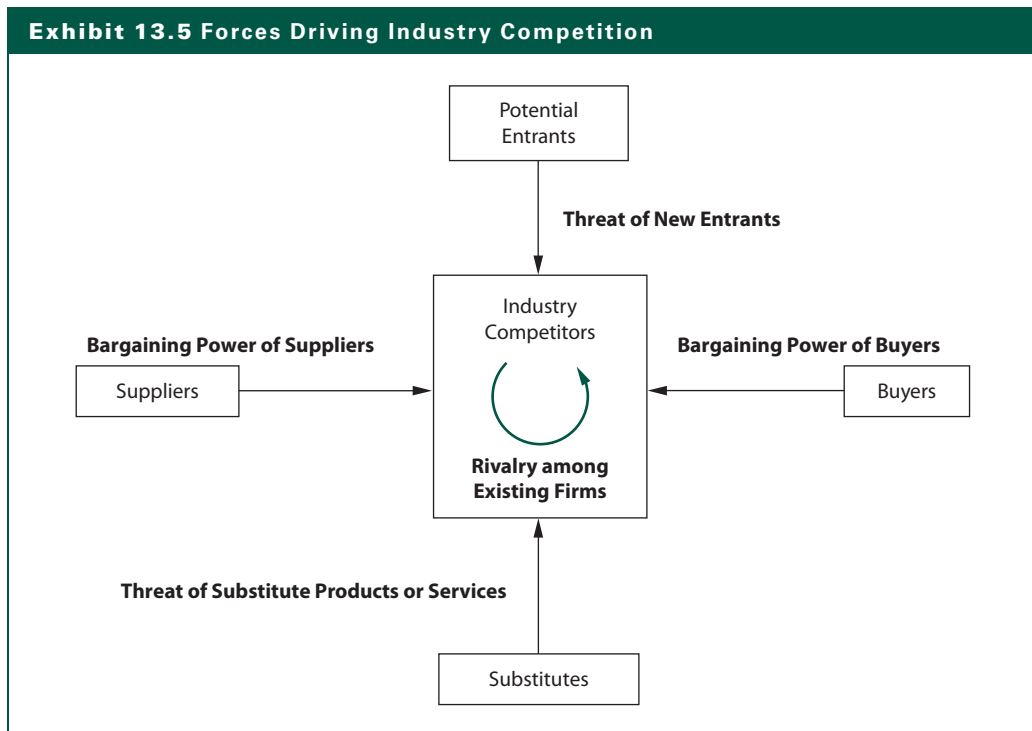 Exhibit 13.5 Forces Driving Industry Competition
Potential
Entrants
Threat of New Entrants
Industry
Competitors
Bargaining Power of Suppliers
Bargaining Power of Buyers
Suppliers
Buyers
Rivalry among
Existing Firms
Threat of Substitute Products or Services
Substitutes